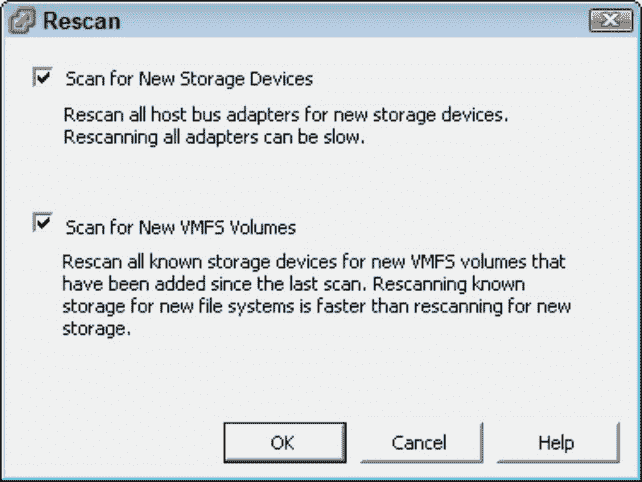 Rescan
Scan for New Storage Devices
Rescan all host bus adapters for new storage devices.
Rescanning all adapters can be slow.
Scan for New VMFS Volumes
Rescan all known storage devices for new VMFS volumes that
have been added since the last scan. Rescanning known
storage for new file systems is faster than rescanning for new
storage.
OK Cancel Help